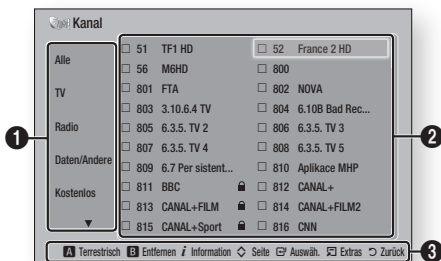 Kanal
Alle
TV
Radio
Daten/Andere
Kostenlos
▼
51 TF1 HD 52 France 2 HD
56 M6HD 800
801 FTA 802 NOVA
803 3.10.6.4 TV 804 6.10B Bad Rec...
805 6.3.5. TV 2 806 6.3.5. TV 3
807 6.3.5. TV 4 808 6.3.5. TV 5
809 6.7 Per sistent... 810 Aplikace MHP
811 BBC 812 CANAL+
813 CANAL+FILM 814 CANAL+FILM2
815 CANAL+Sport 816 CNN
A Terrestrisch B Entfernen i Information Seite Auswäh. Extras Zurück
1
2
3